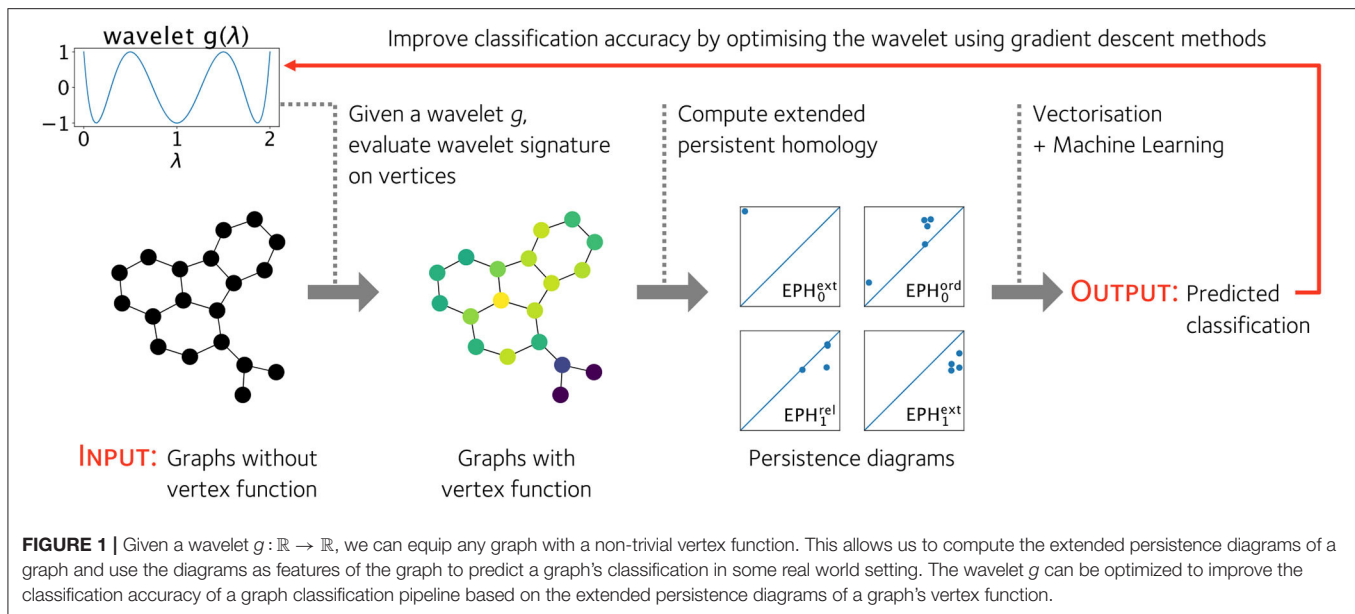 wavelet g(λ)
1
0
−1
0
1
2
λ
Improve classification accuracy by optimising the wavelet using gradient descent methods
Given a wavelet g,
evaluate wavelet signature
on vertices
Compute extended
persistent homology
Vectorisation
+ Machine Learning
EPH₀ᵉˣᵗ
EPH₀ᵒʳᵈ
EPH₁ʳᵉˡ
EPH₁ᵉˣᵗ
OUTPUT: Predicted
classification
INPUT: Graphs without
vertex function
Graphs with
vertex function
Persistence diagrams
FIGURE 1 | Given a wavelet g : ℝ → ℝ, we can equip any graph with a non-trivial vertex function. This allows us to compute the extended persistence diagrams of a
graph and use the diagrams as features of the graph to predict a graph's classification in some real world setting. The wavelet g can be optimized to improve the
classification accuracy of a graph classification pipeline based on the extended persistence diagrams of a graph's vertex function.